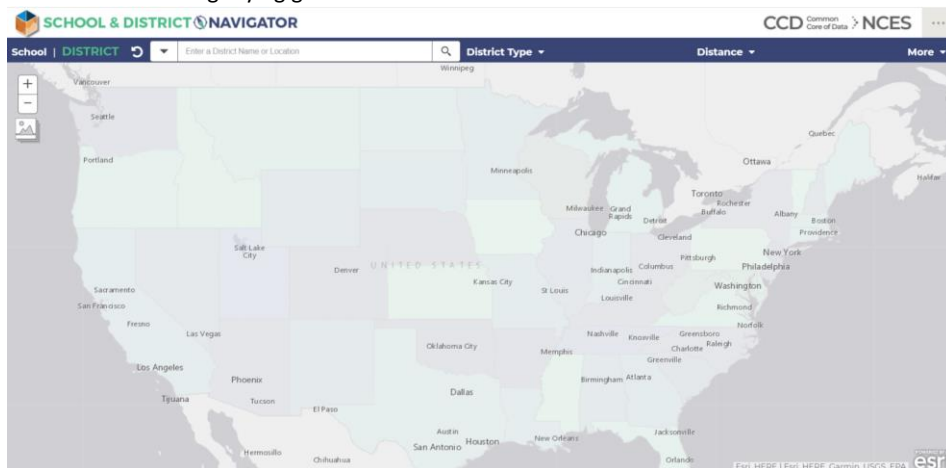 SCHOOL & DISTRICT NAVIGATOR
CCD Common Core of Data NCES
School | DISTRICT
Enter a District Name or Location
District Type
Distance
More
+
−
Winnipeg
Vancouver
Seattle
Quebec
Portland
Ottawa
Minneapolis
Halifax
Toronto
Rochester
Milwaukee
Grand Rapids
Buffalo
Albany
Detroit
Boston
Chicago
Providence
Cleveland
Salt Lake City
New York
Pittsburgh
Denver
UNITED STATES
Indianapolis
Columbus
Philadelphia
Kansas City
Cincinnati
Sacramento
St Louis
Washington
Louisville
San Francisco
Richmond
Fresno
Norfolk
Las Vegas
Nashville
Knoxville
Greensboro
Oklahoma City
Memphis
Charlotte
Raleigh
Greenville
Los Angeles
Phoenix
Birmingham
Atlanta
Dallas
Tijuana
Tucson
El Paso
Austin
Jacksonville
San Antonio
Houston
New Orleans
Hermosillo
Chihuahua
Orlando
Esri, HERE | Esri, HERE, Garmin, USGS, EPA
esri